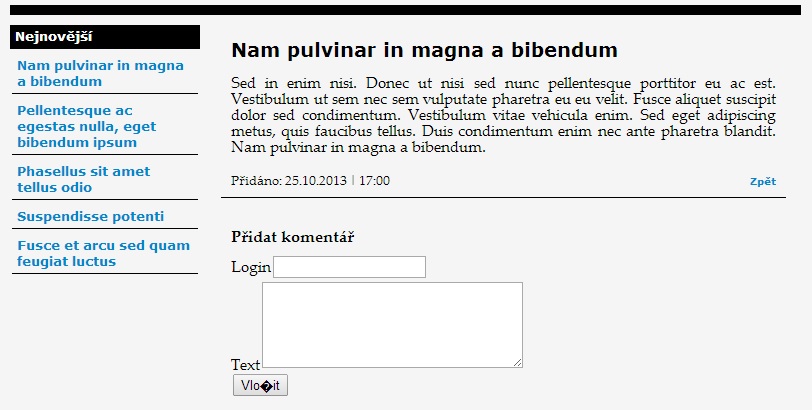 Nejnovější
Nam pulvinar in magna
a bibendum
Pellentesque ac
egestas nulla, eget
bibendum ipsum
Phasellus sit amet
tellus odio
Suspendisse potenti
Fusce et arcu sed quam
feugiat luctus
Nam pulvinar in magna a bibendum
Sed in enim nisi. Donec ut nisi sed nunc pellentesque porttitor eu ac est.
Vestibulum ut sem nec sem vulputate pharetra eu eu velit. Fusce aliquet suscipit
dolor sed condimentum. Vestibulum vitae vehicula enim. Sed eget adipiscing
metus, quis faucibus tellus. Duis condimentum enim nec ante pharetra blandit.
Nam pulvinar in magna a bibendum.
Přidáno: 25.10.2013 | 17:00 Zpět
Přidat komentář
Login
Text
Vlo�it